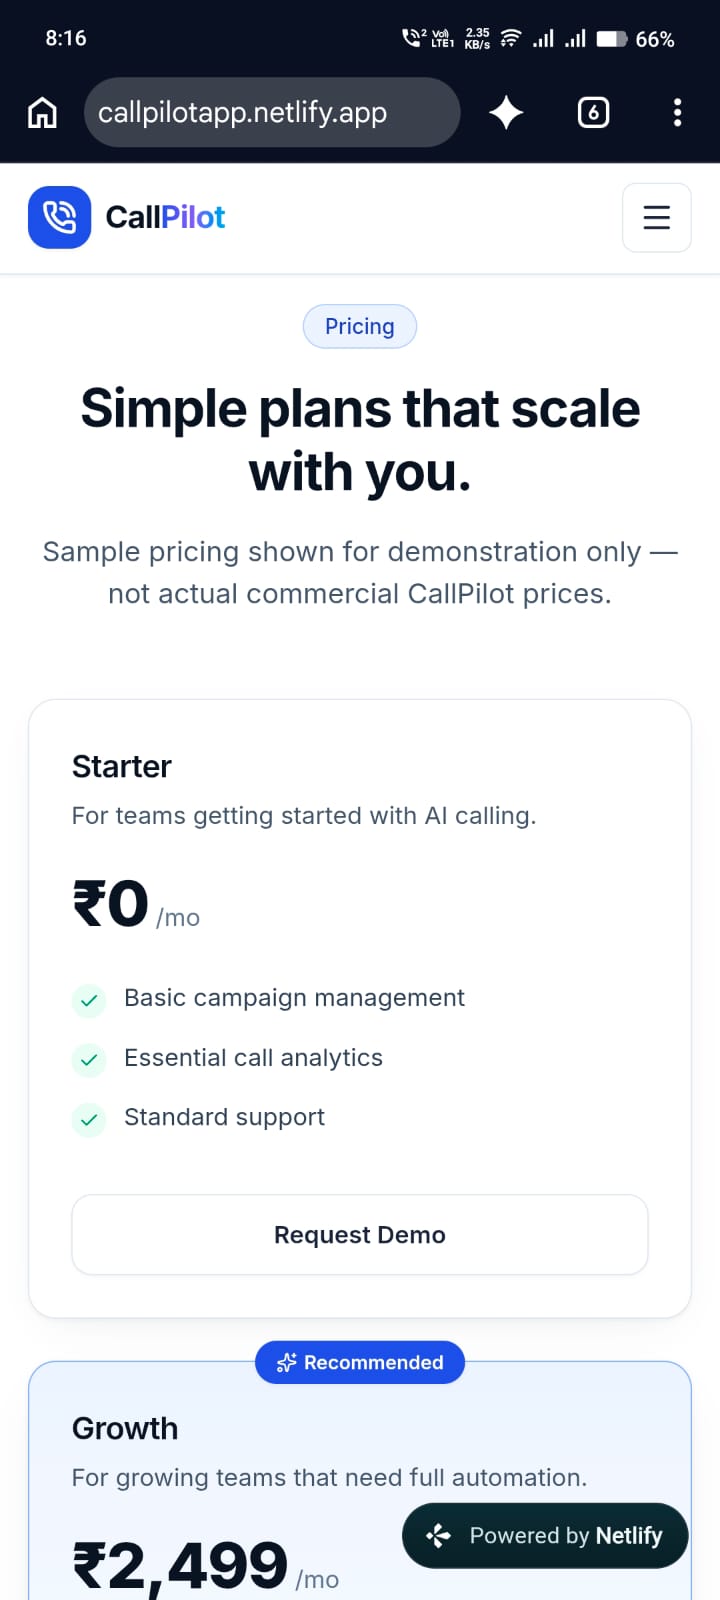 8:16
2
Vo))
LTE1
2.35
KB/s
66%
callpilotapp.netlify.app
6
CallPilot
Pricing
Simple plans that scale
with you.
Sample pricing shown for demonstration only —
not actual commercial CallPilot prices.
Starter
For teams getting started with AI calling.
₹0 /mo
Basic campaign management
Essential call analytics
Standard support
Request Demo
Recommended
Growth
For growing teams that need full automation.
Powered by Netlify
₹2,499 /mo